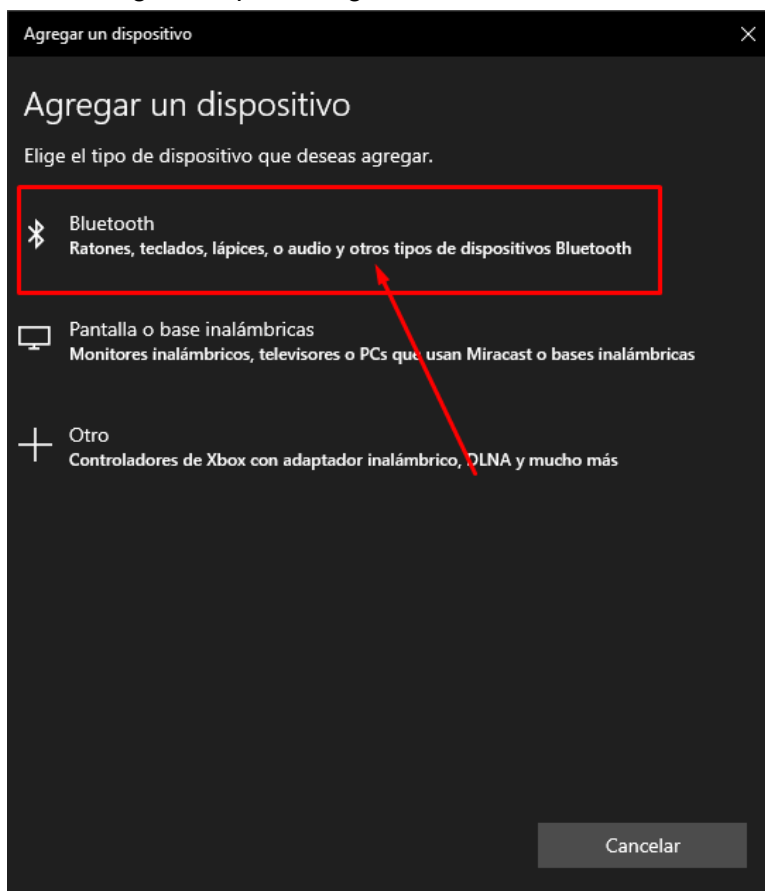 Agregar un dispositivo
Agregar un dispositivo
Elige el tipo de dispositivo que deseas agregar.
Bluetooth
Ratones, teclados, lápices, o audio y otros tipos de dispositivos Bluetooth
Pantalla o base inalámbricas
Monitores inalámbricos, televisores o PCs que usan Miracast o bases inalámbricas
Otro
Controladores de Xbox con adaptador inalámbrico, DLNA y mucho más
Cancelar